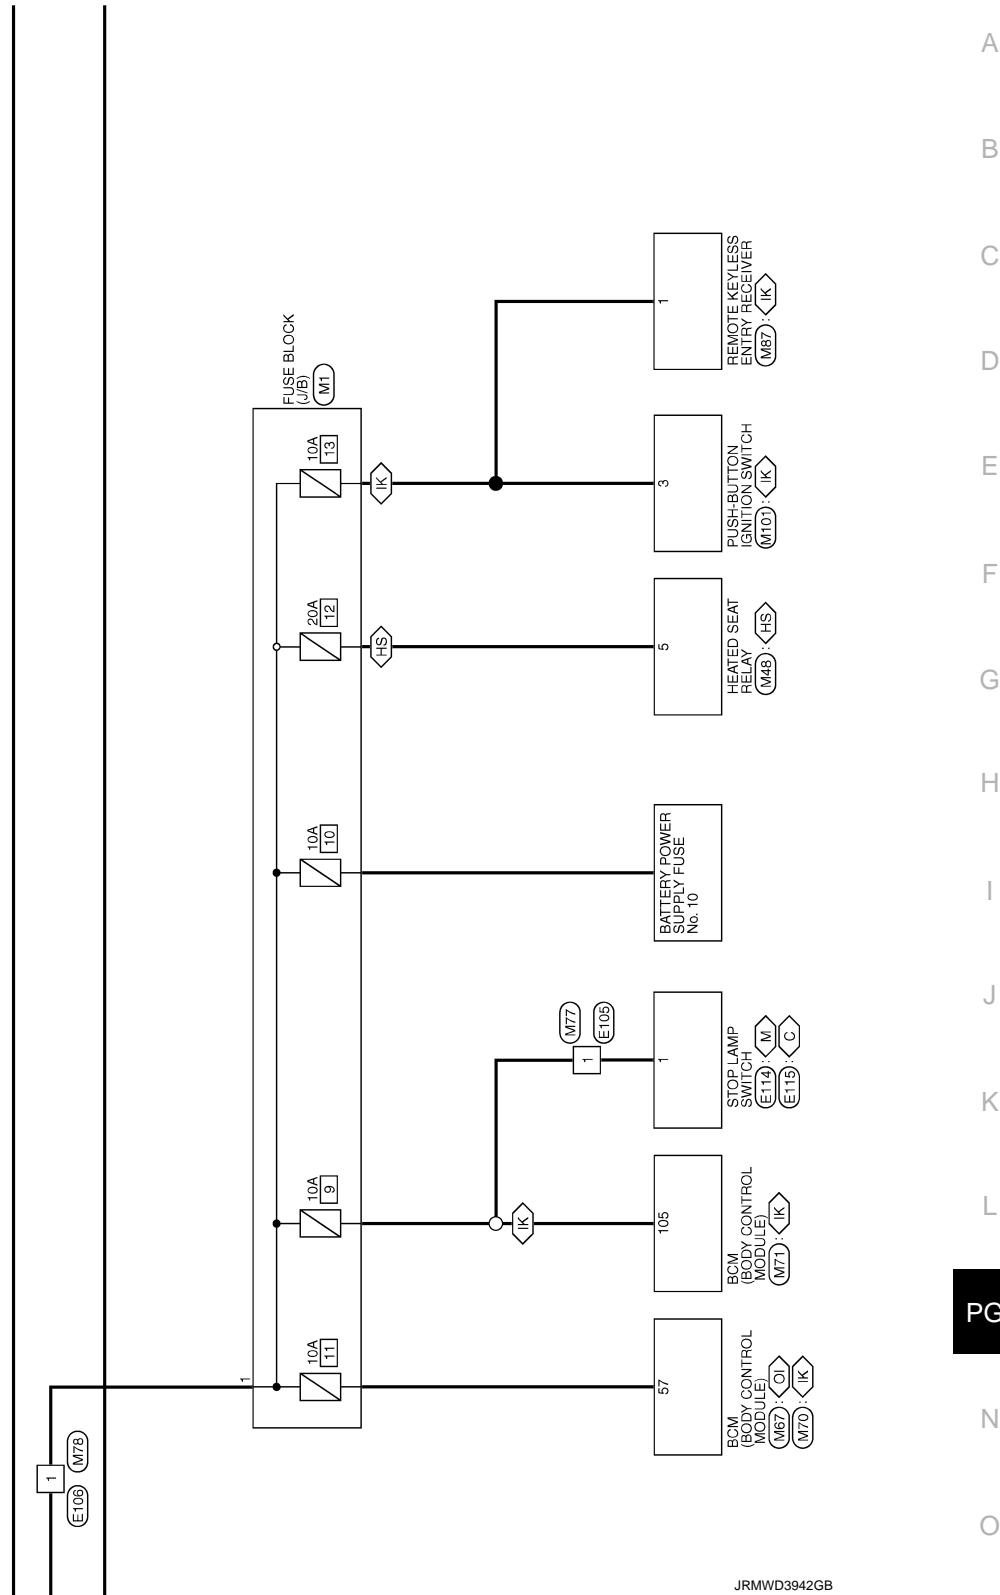 A
B
C
D
E
F
G
H
I
J
K
L
PG
N
O
FUSE BLOCK
(J/B)
M1
10A
13
IK
20A
12
HS
10A
10
10A
9
10A
11
1
1
REMOTE KEYLESS
ENTRY RECEIVER
M87 : IK
3
PUSH-BUTTON
IGNITION SWITCH
M101 : IK
5
HEATED SEAT
RELAY
M48 : HS
BATTERY POWER
SUPPLY FUSE
No. 10
M77
1
E105
1
STOP LAMP
SWITCH
E114 : M
E115 : C
IK
105
BCM
(BODY CONTROL
MODULE)
M71 : IK
57
BCM
(BODY CONTROL
MODULE)
M67 : OI
M70 : IK
1
E106
M78
JRMWD3942GB